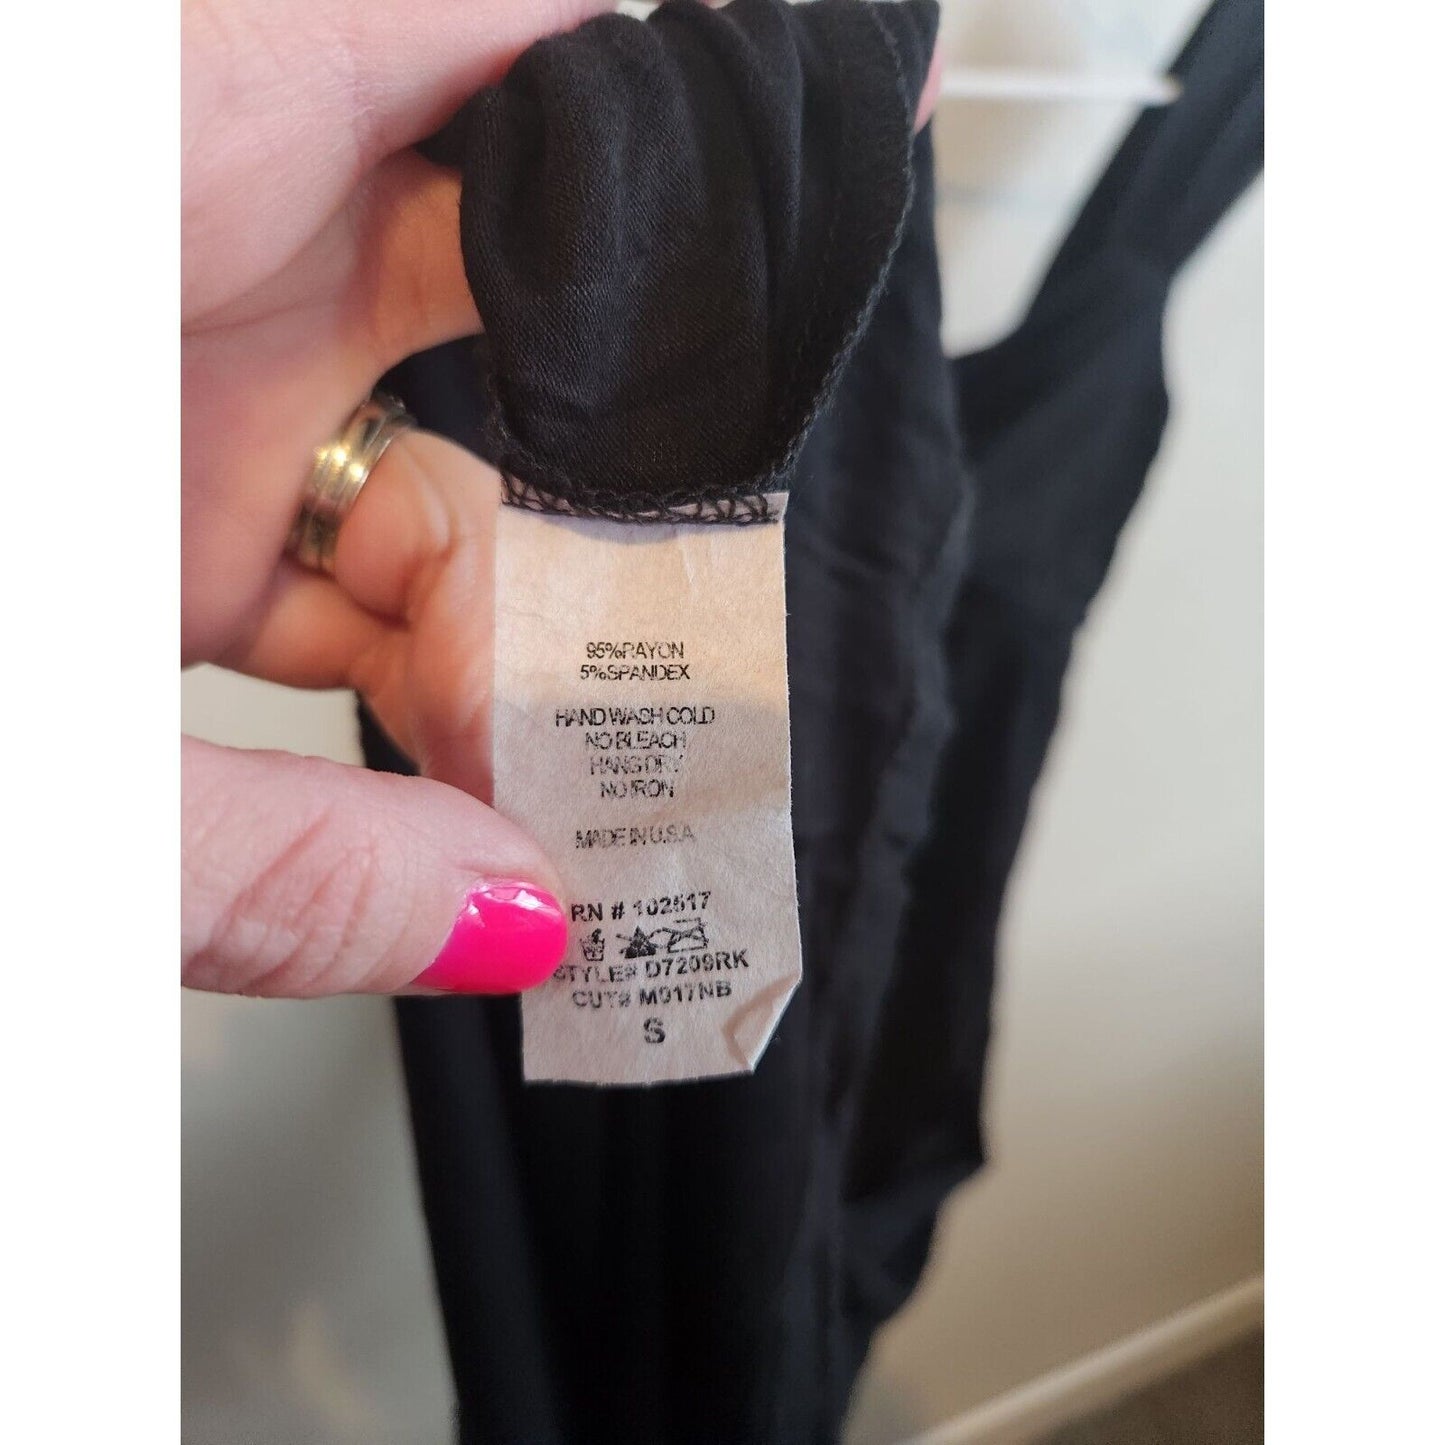 95%RAYON
5%SPANDEX
HAND WASH COLD
NO BLEACH
HANG DRY
NO IRON
MADE IN U.S.A
RN # 102517
STYLE# D7209RK
CUT# M917NB
S